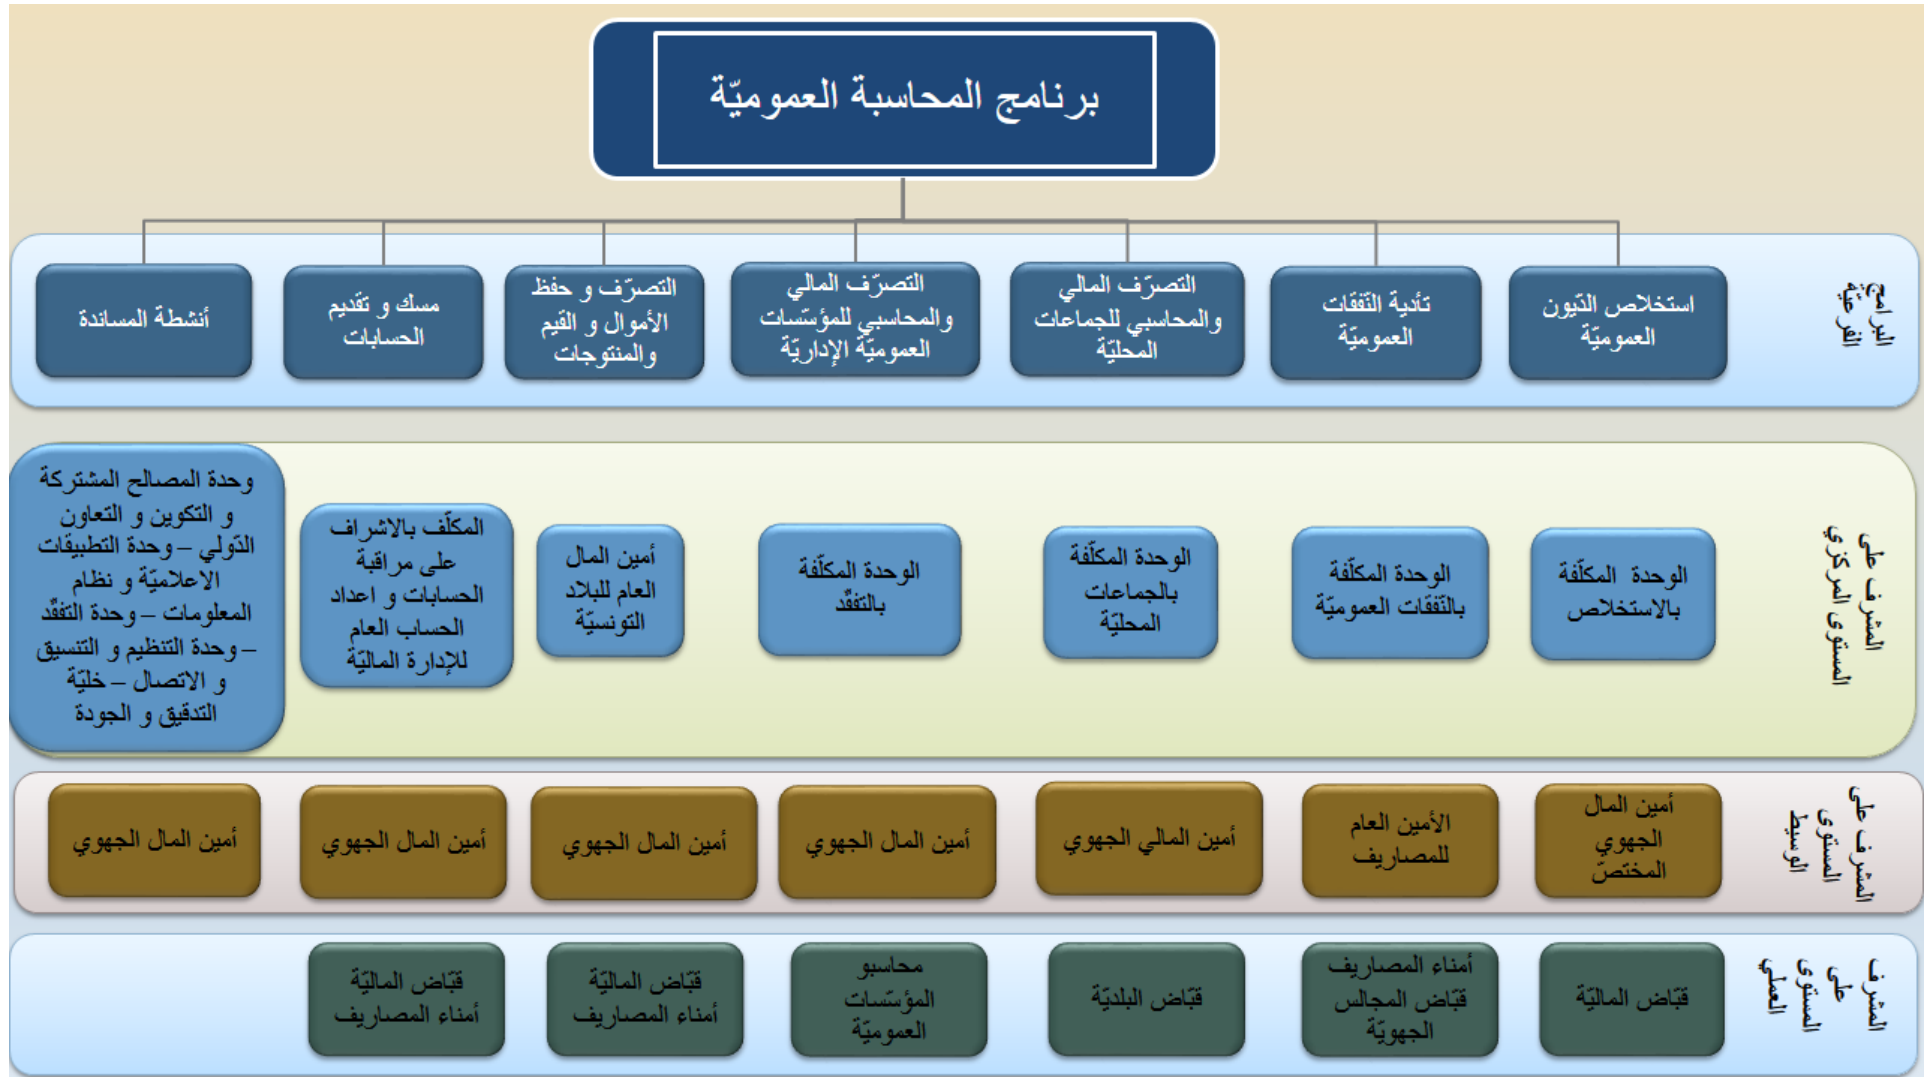 برنامج المحاسبة العموميّة
البرامج
الفرعيّة
استخلاص الدّيون
العموميّة
تأدية النّفقات
العموميّة
التصرّف المالي
والمحاسبي للجماعات
المحليّة
التصرّف المالي
والمحاسبي للمؤسّسات
العموميّة الإداريّة
التصرّف و حفظ
الأموال و القيم
والمنتوجات
مسك و تقديم
الحسابات
أنشطة المساندة
المشرف على
المستوى المركزي
الوحدة المكلّفة
بالاستخلاص
الوحدة المكلّفة
بالنّفقات العموميّة
الوحدة المكلّفة
بالجماعات
المحليّة
الوحدة المكلّفة
بالتفقّد
أمين المال
العام للبلاد
التونسيّة
المكلّف بالاشراف
على مراقبة
الحسابات و اعداد
الحساب العام
للإدارة الماليّة
وحدة المصالح المشتركة
و التكوين و التعاون
الدّولي – وحدة التطبيقات
الاعلاميّة و نظام
المعلومات – وحدة التفقّد
– وحدة التنظيم و التنسيق
و الاتصال – خليّة
التدقيق و الجودة
المشرف على
المستوى
الوسيط
أمين المال
الجهوي
المختصّ
الأمين العام
للمصاريف
أمين المالي الجهوي
أمين المال الجهوي
أمين المال الجهوي
أمين المال الجهوي
أمين المال الجهوي
المشرف
على
المستوى
العملي
قبّاض الماليّة
أمناء المصاريف
قبّاض المجالس
الجهويّة
قبّاض البلديّة
محاسبو
المؤسّسات
العموميّة
قبّاض الماليّة
أمناء المصاريف
قبّاض الماليّة
أمناء المصاريف